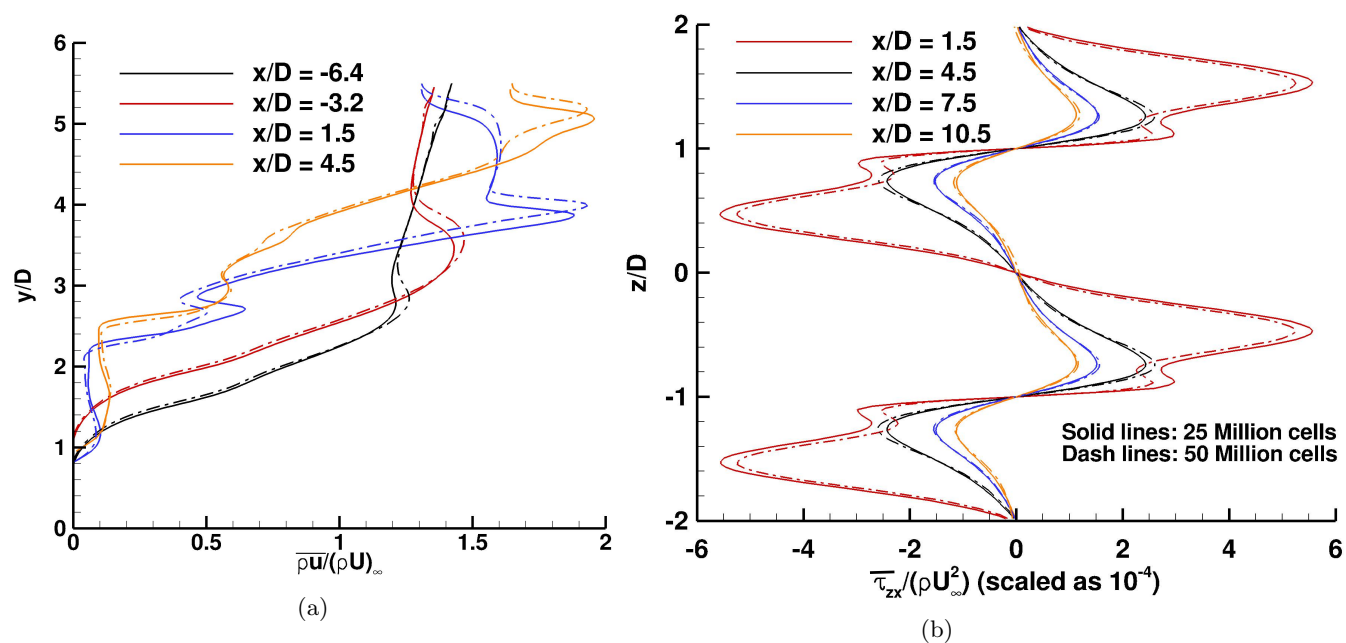 6
5
4
3
2
1
0
y/D
x/D = -6.4
x/D = -3.2
x/D = 1.5
x/D = 4.5
0
0.5
1
1.5
2
ρu/(ρU)∞
(a)
2
1
0
-1
-2
z/D
x/D = 1.5
x/D = 4.5
x/D = 7.5
x/D = 10.5
Solid lines: 25 Million cells
Dash lines: 50 Million cells
-6
-4
-2
0
2
4
6
τzx/(ρU²∞) (scaled as 10⁻⁴)
(b)